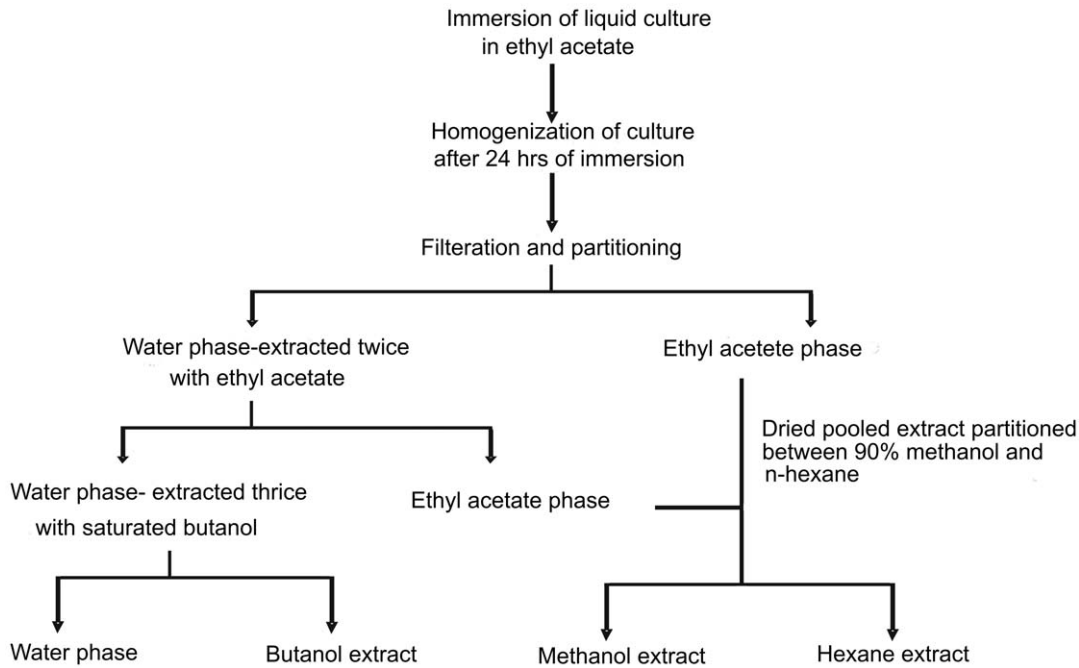 Immersion of liquid culture
in ethyl acetate
Homogenization of culture
after 24 hrs of immersion
Filteration and partitioning
Water phase-extracted twice
with ethyl acetate
Ethyl acetete phase
Dried pooled extract partitioned
between 90% methanol and
n-hexane
Water phase- extracted thrice
with saturated butanol
Ethyl acetate phase
Water phase
Butanol extract
Methanol extract
Hexane extract